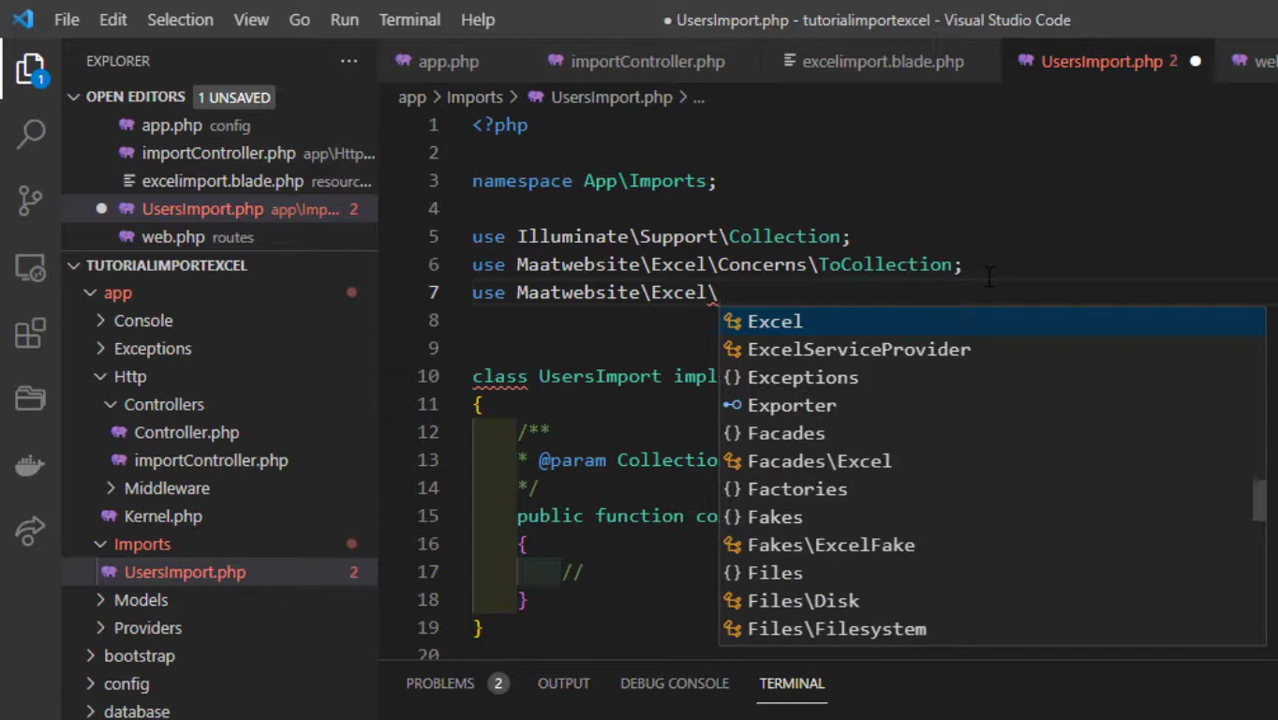 File Edit Selection View Go Run Terminal Help ● UsersImport.php - tutorialimportexcel - Visual Studio Code
EXPLORER ...
app.php importController.php excelimport.blade.php UsersImport.php 2 ● we
OPEN EDITORS 1 UNSAVED
app.php config
importController.php app\Http...
excelimport.blade.php resourc...
UsersImport.php app\Imp... 2
web.php routes
TUTORIALIMPORTEXCEL
app
Console
Exceptions
Http
Controllers
Controller.php
importController.php
Middleware
Kernel.php
Imports
UsersImport.php 2
Models
Providers
bootstrap
config
database
1
app > Imports > UsersImport.php > ...
1 <?php
2
3 namespace App\Imports;
4
5 use Illuminate\Support\Collection;
6 use Maatwebsite\Excel\Concerns\ToCollection;
7 use Maatwebsite\Excel\
8
9
10 class UsersImport impl
11 {
12 /**
13 * @param Collectio
14 */
15 public function co
16 {
17 //
18 }
19 }
20
Excel
ExcelServiceProvider
{} Exceptions
Exporter
{} Facades
Facades\Excel
{} Factories
{} Fakes
Fakes\ExcelFake
{} Files
Files\Disk
Files\Filesystem
PROBLEMS 2 OUTPUT DEBUG CONSOLE TERMINAL